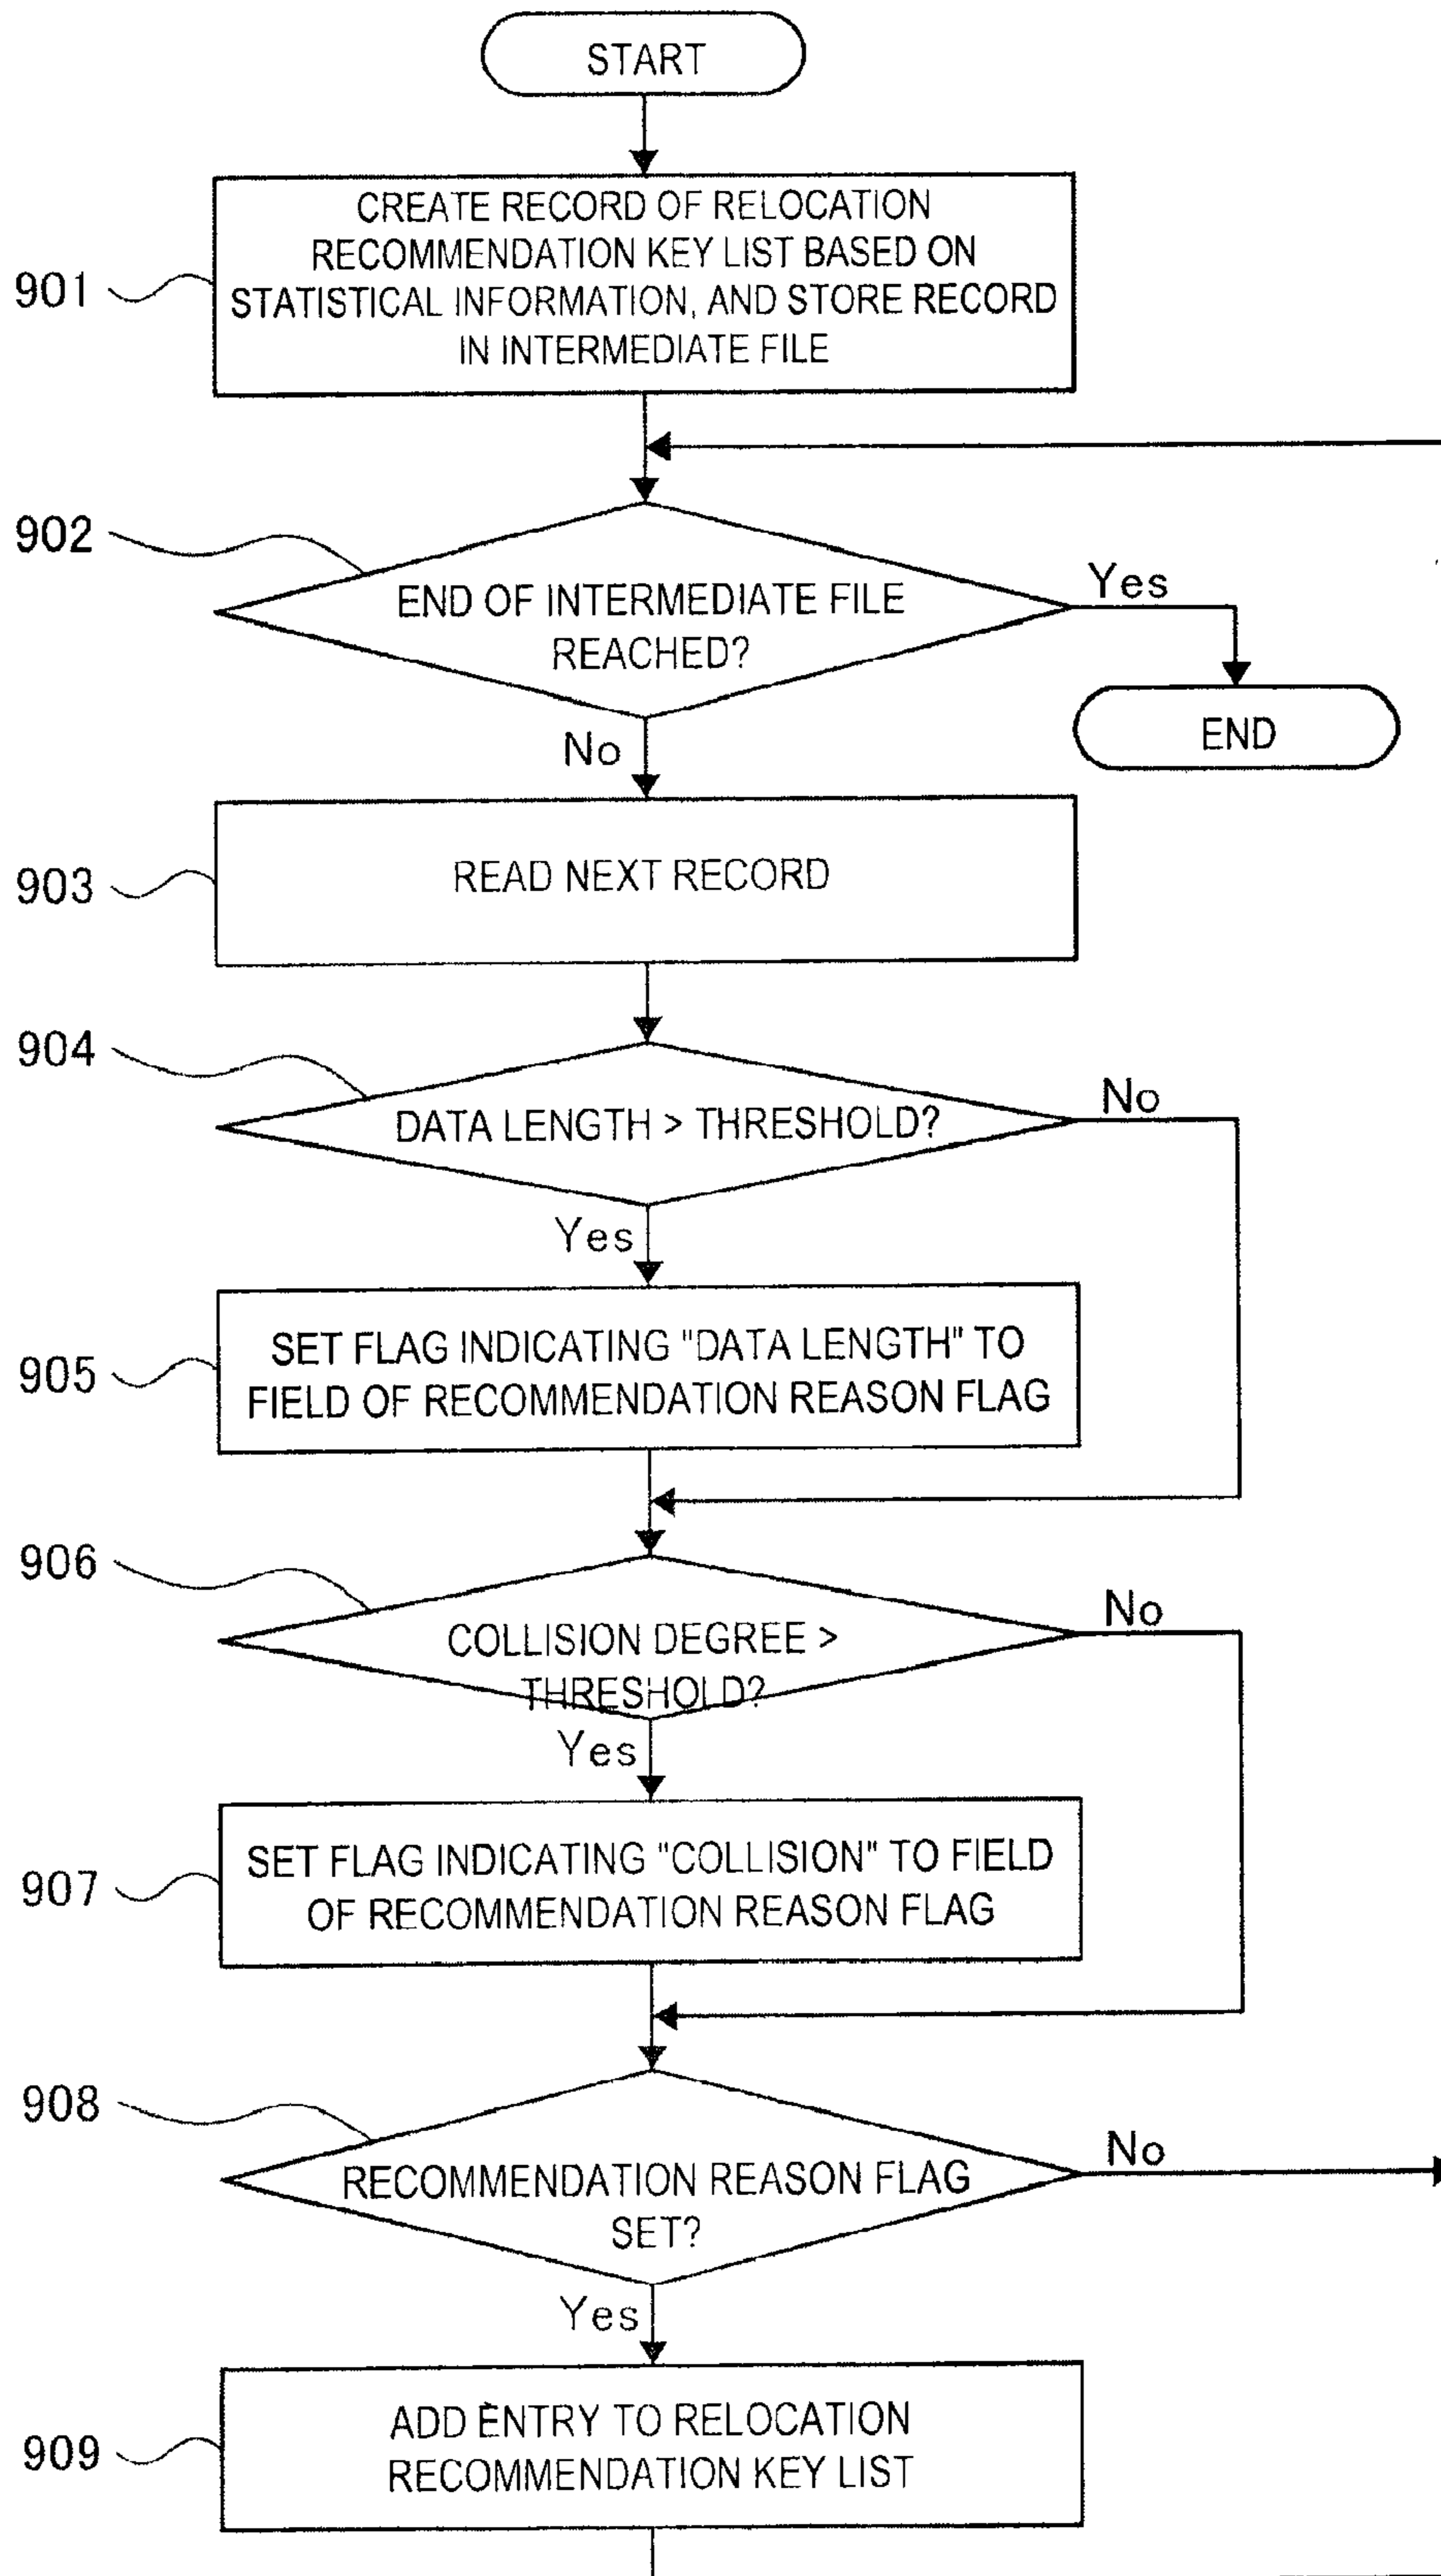 START
CREATE RECORD OF RELOCATION
RECOMMENDATION KEY LIST BASED ON
STATISTICAL INFORMATION, AND STORE RECORD
IN INTERMEDIATE FILE
901
902
END OF INTERMEDIATE FILE
REACHED?
Yes
END
No
903
READ NEXT RECORD
904
DATA LENGTH > THRESHOLD?
No
Yes
905
SET FLAG INDICATING "DATA LENGTH" TO
FIELD OF RECOMMENDATION REASON FLAG
906
COLLISION DEGREE >
THRESHOLD?
No
Yes
907
SET FLAG INDICATING "COLLISION" TO FIELD
OF RECOMMENDATION REASON FLAG
908
RECOMMENDATION REASON FLAG
SET?
No
Yes
909
ADD ENTRY TO RELOCATION
RECOMMENDATION KEY LIST